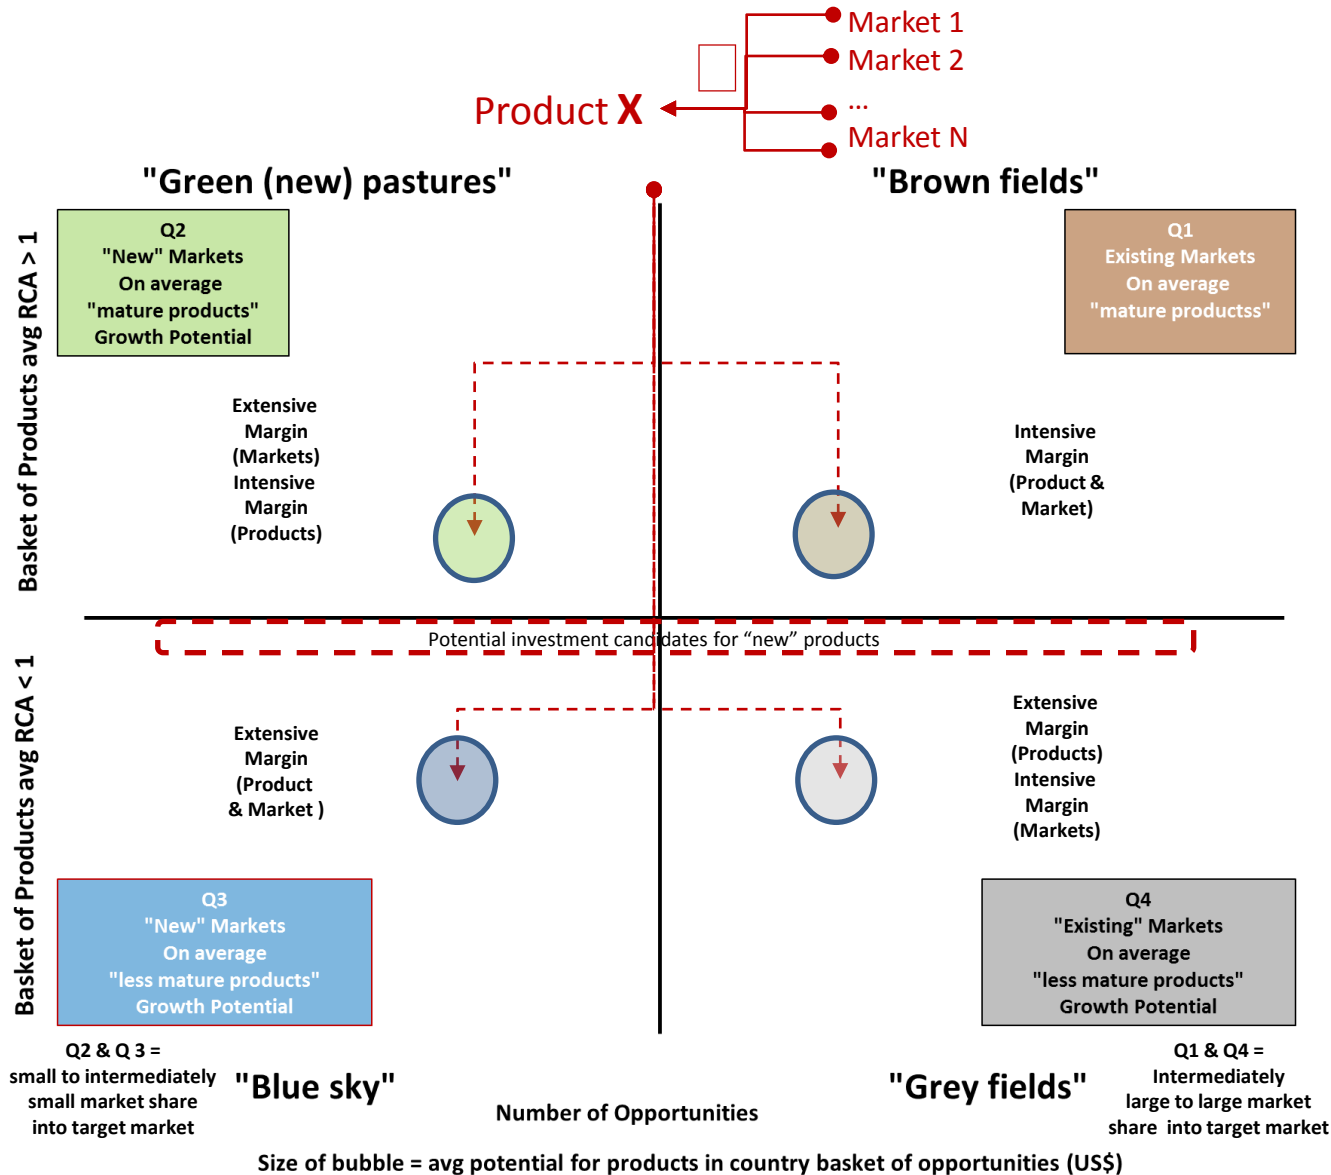 Market 1
Market 2
...
Market N
Product X
"Green (new) pastures"
"Brown fields"
Basket of Products avg RCA > 1
Q2
"New" Markets
On average
"mature products"
Growth Potential
Q1
Existing Markets
On average
"mature productss"
Extensive
Margin
(Markets)
Intensive
Margin
(Products)
Intensive
Margin
(Product &
Market)
Potential investment candidates for “new” products
Basket of Products avg RCA < 1
Extensive
Margin
(Product
& Market )
Extensive
Margin
(Products)
Intensive
Margin
(Markets)
Q3
"New" Markets
On average
"less mature products"
Growth Potential
Q4
"Existing" Markets
On average
"less mature products"
Growth Potential
Q2 & Q 3 =
small to intermediately
small market share
into target market
"Blue sky"
Number of Opportunities
"Grey fields"
Q1 & Q4 =
Intermediately
large to large market
share  into target market
Size of bubble = avg potential for products in country basket of opportunities (US$)